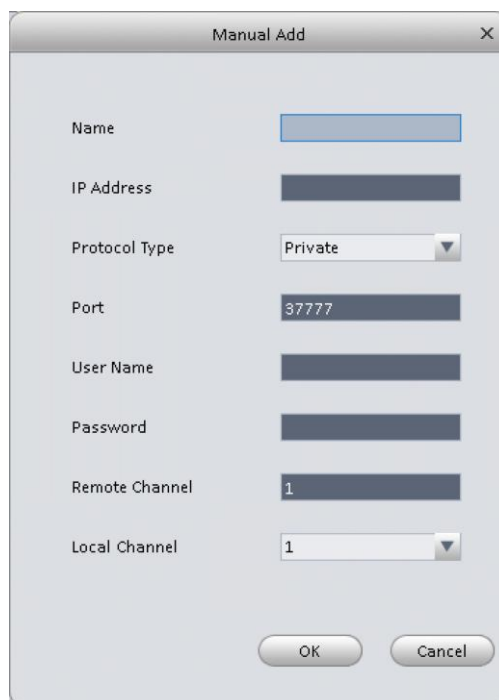 Manual Add
Name
IP Address
Protocol Type Private
Port 37777
User Name
Password
Remote Channel 1
Local Channel 1
OK Cancel